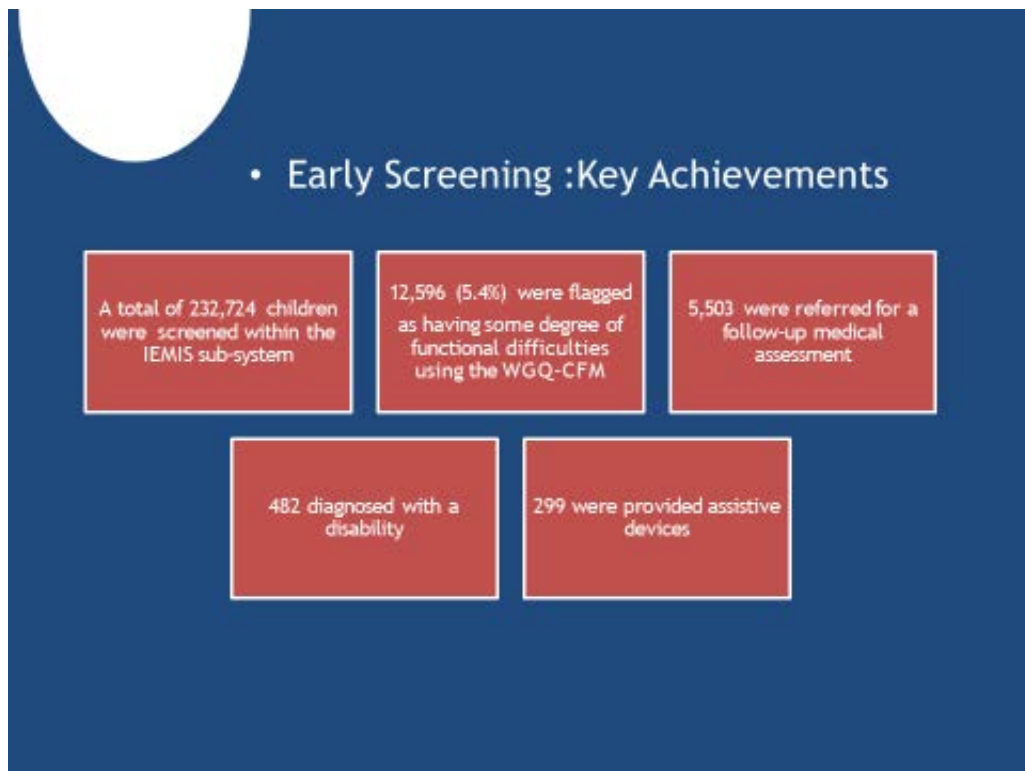 • Early Screening :Key Achievements
A total of 232,724 children
were screened within the
IEMIS sub-system
12,596 (5.4%) were flagged
as having some degree of
functional difficulties
using the WGQ-CFM
5,503 were referred for a
follow-up medical
assessment
482 diagnosed with a
disability
299 were provided assistive
devices